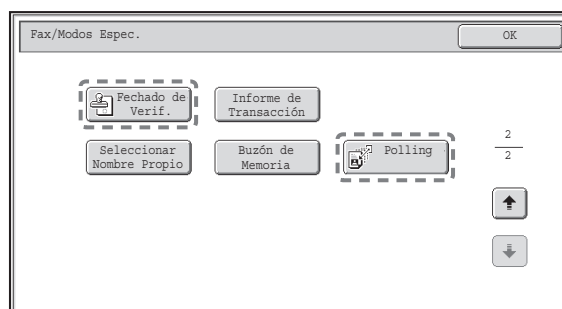 Fax/Modos Espec.
OK
Fechado de
Verif.
Informe de
Transacción
Seleccionar
Nombre Propio
Buzón de
Memoria
Polling
2
2